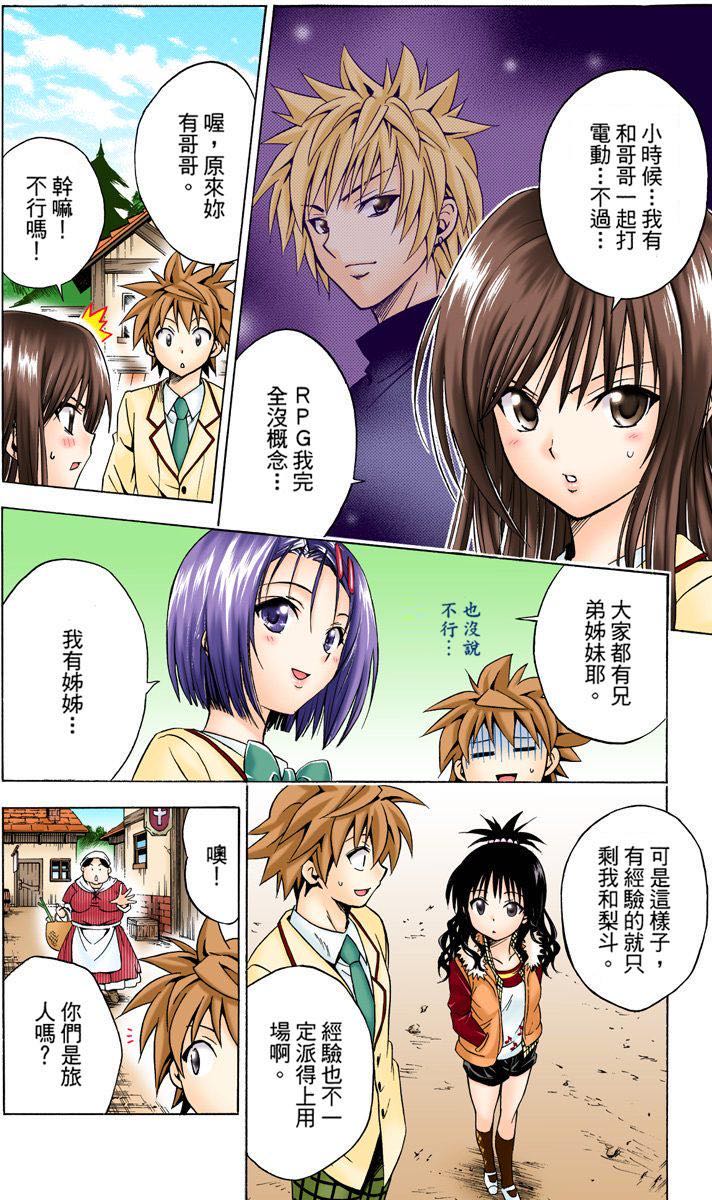 小時候…我有
和哥哥一起打
電動…不過…
RPG我完
全沒概念…
喔，原來妳
有哥哥。
幹嘛！
不行嗎！
大家都有兄
弟姊妹耶。
也沒說
不行…
我有姊姊…
可是這樣子，
有經驗的就只
剩我和梨斗。
經驗也不一
定派得上用
場啊。
噢！
你們是旅
人嗎？